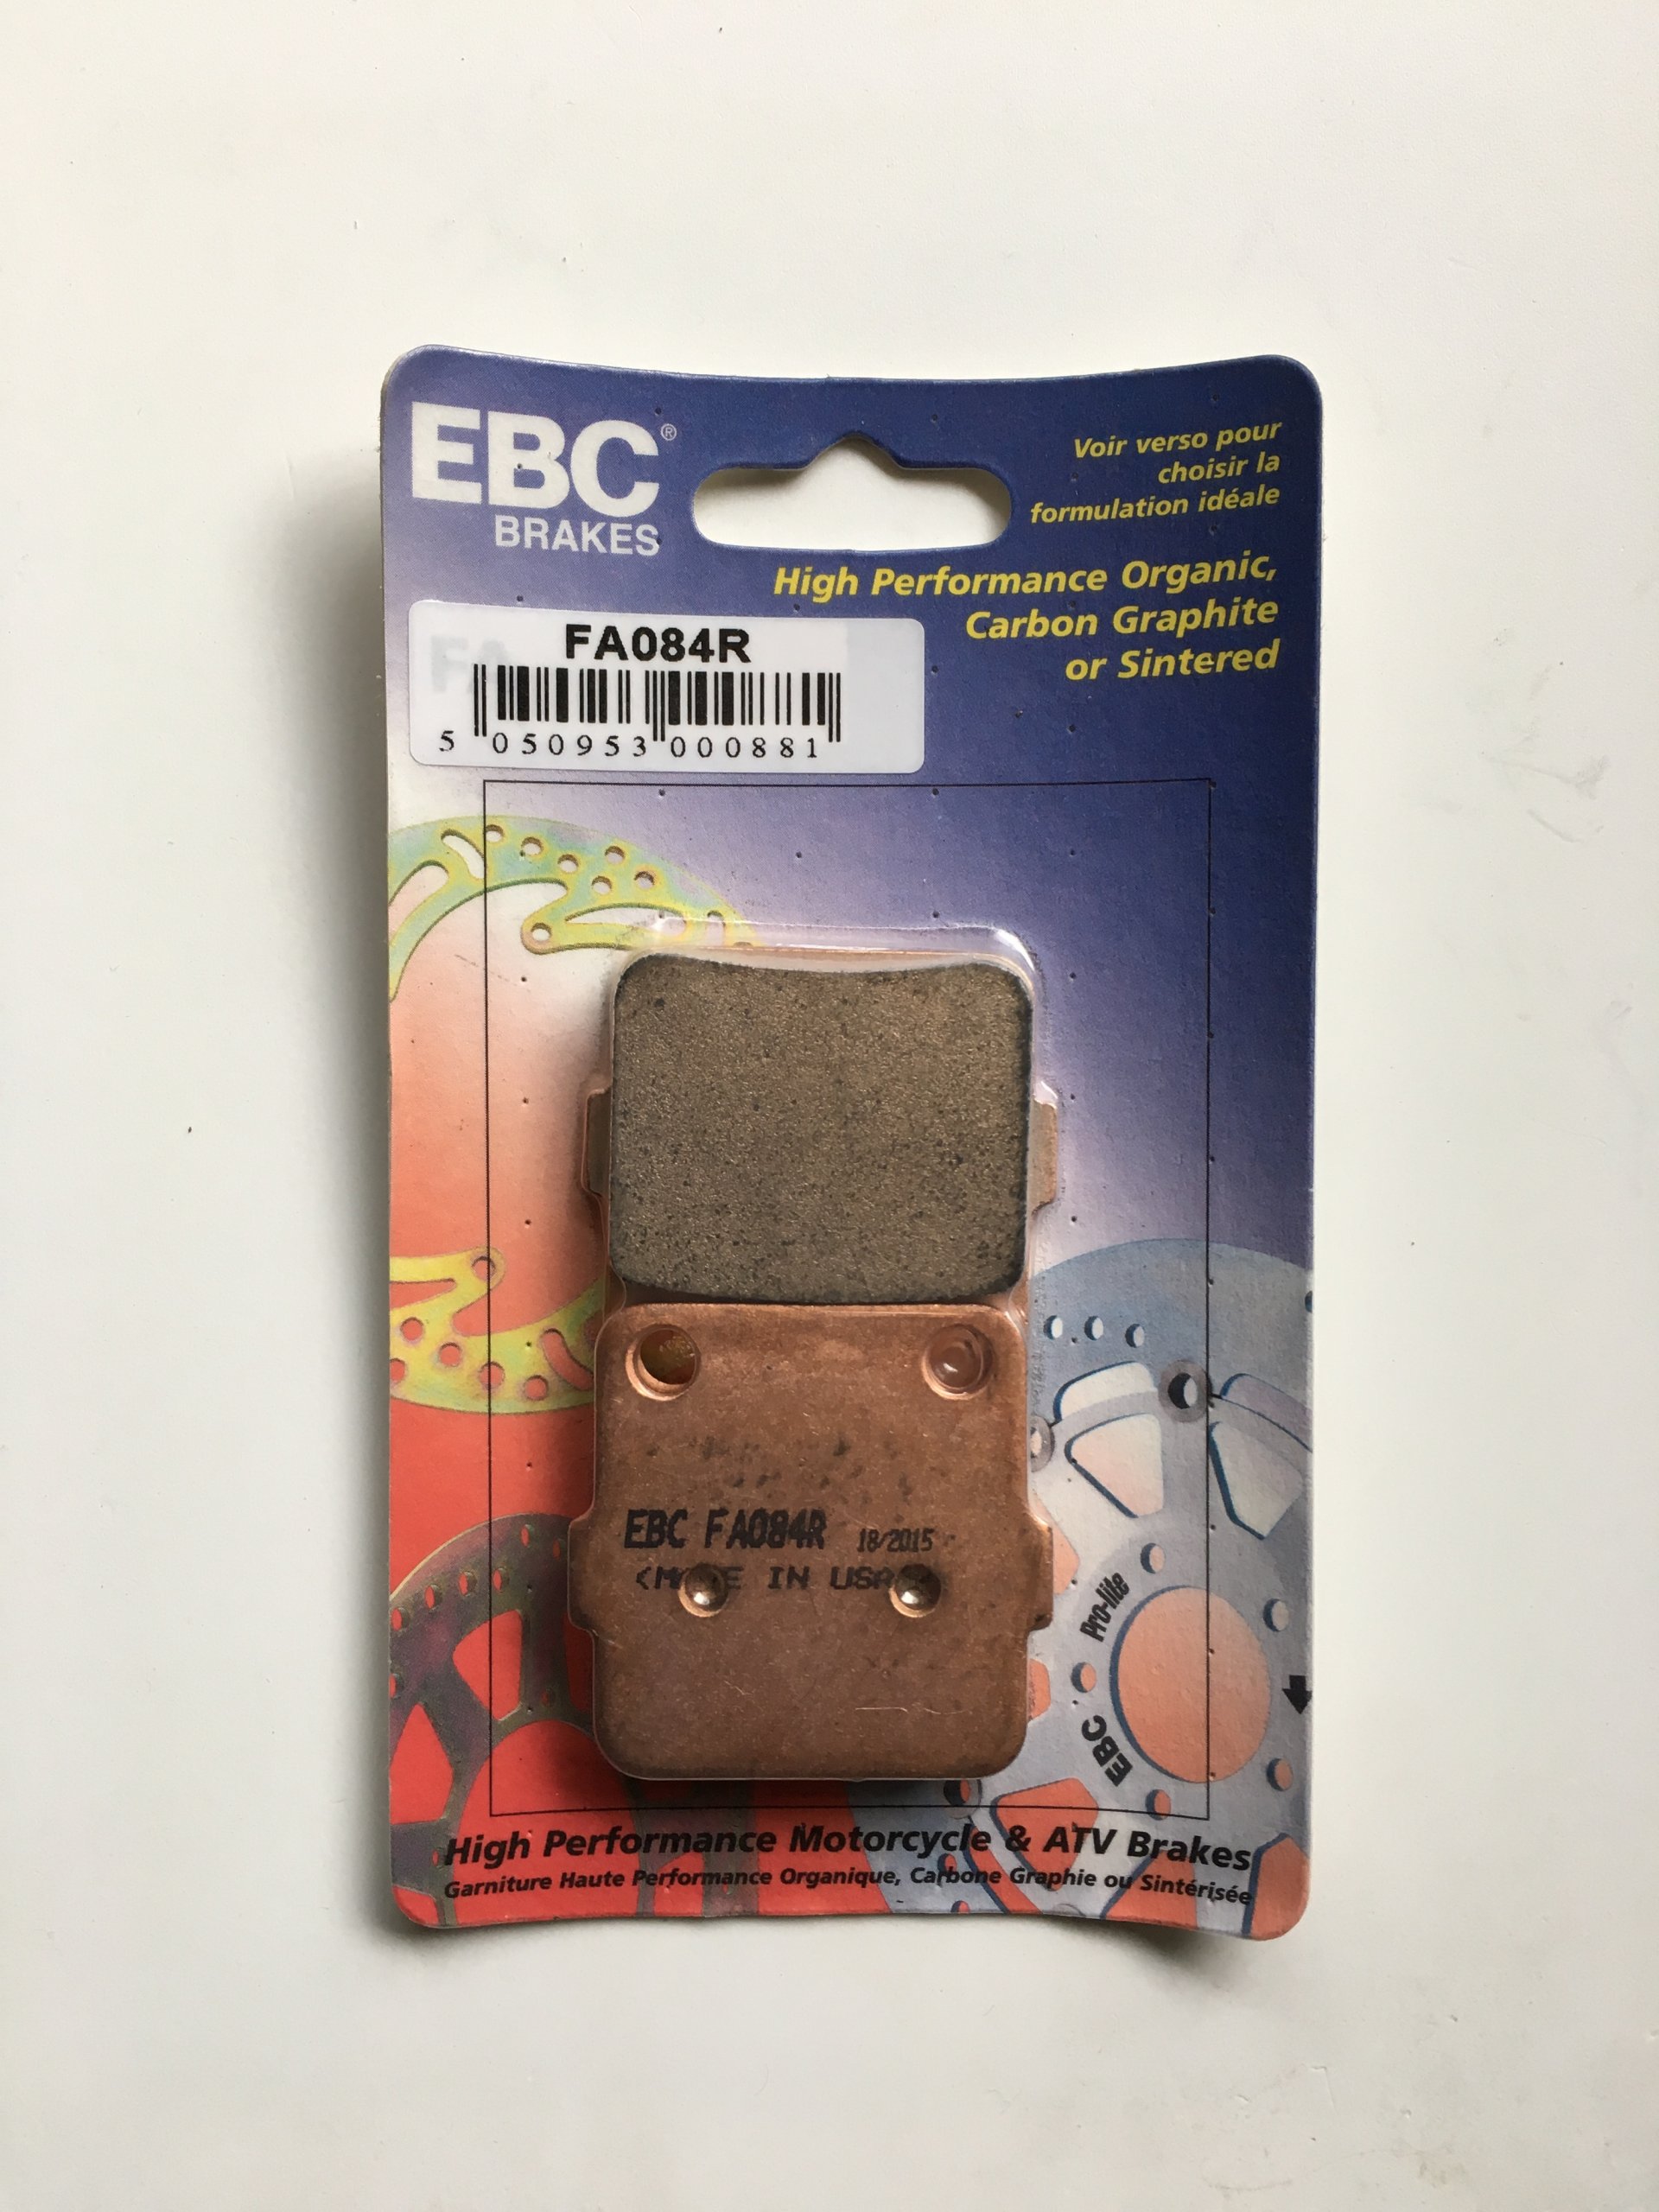 EBC®
BRAKES
Voir verso pour
choisir la
formulation idéale
High Performance Organic,
Carbon Graphite
or Sintered
FA084R
5 050953 000881
EBC FA084R 18/2015
IN USA
Pro-lite
EBC
High Performance Motorcycle & ATV Brakes
Garniture Haute Performance Organique, Carbone Graphie ou Sintérisée